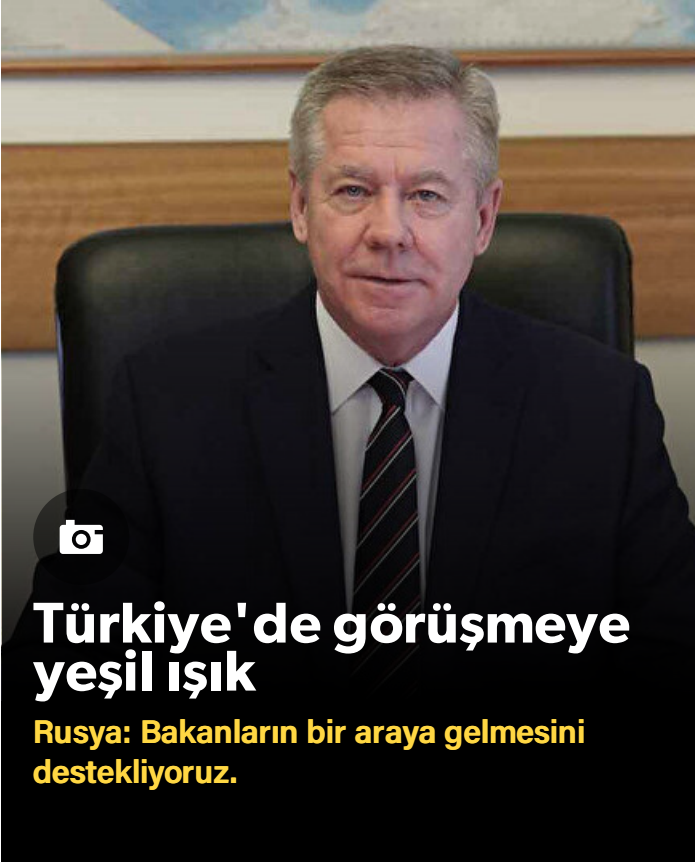 Türkiye'de görüşmeye
yeşil ışık
Rusya: Bakanların bir araya gelmesini
destekliyoruz.